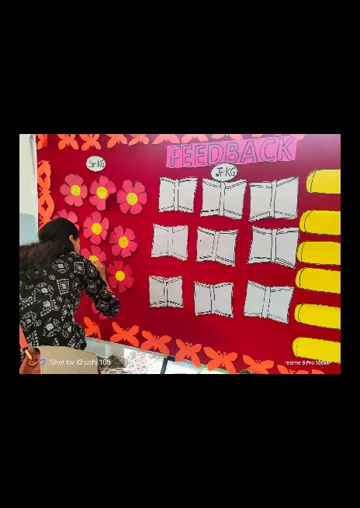 FEEDBACK
Sr.KG
Jr.KG
Shot by Khushi 108
realme 8 Pro 108MP